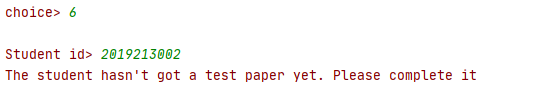 choice> 6
Student id> 2019213002
The student hasn't got a test paper yet. Please complete it